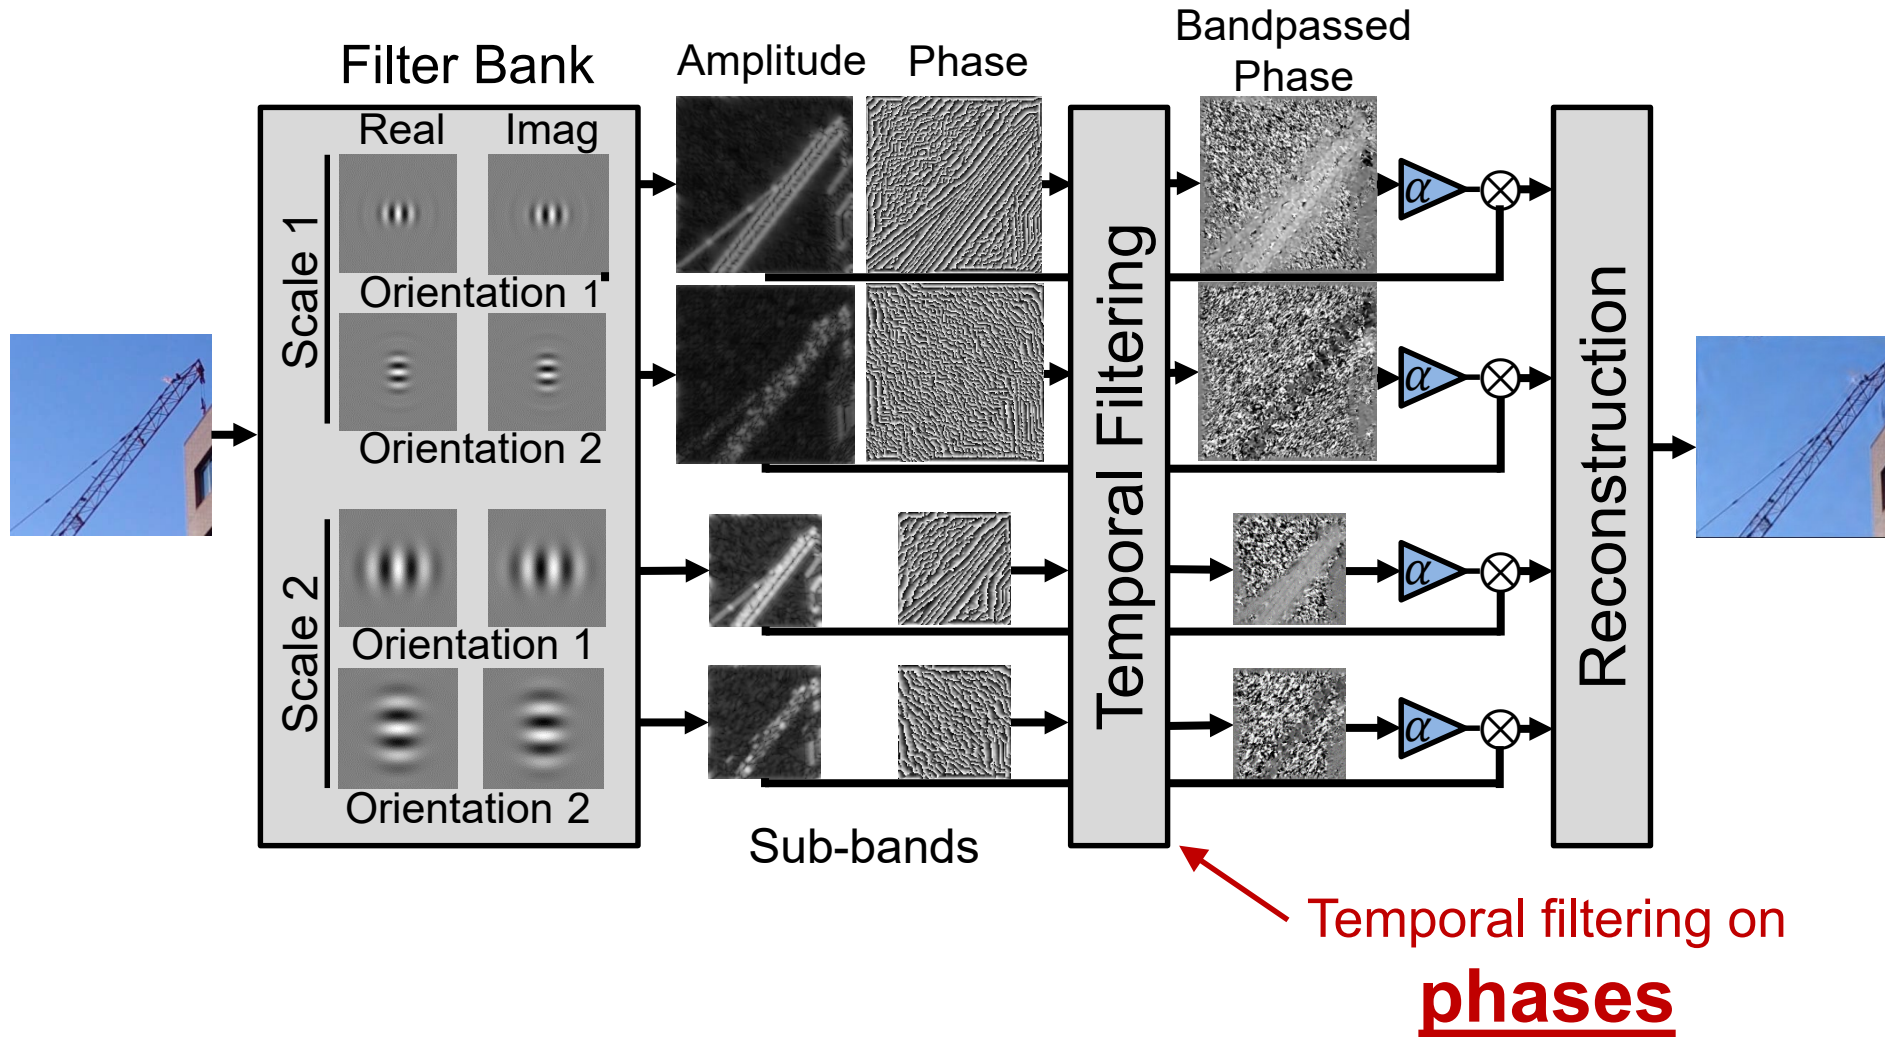 Filter Bank
Amplitude
Phase
Bandpassed
Phase
Real
Imag
Scale 1
Orientation 1
Orientation 2
Scale 2
Orientation 1
Orientation 2
Sub-bands
Temporal Filtering
α
α
α
α
Reconstruction
Temporal filtering on
phases